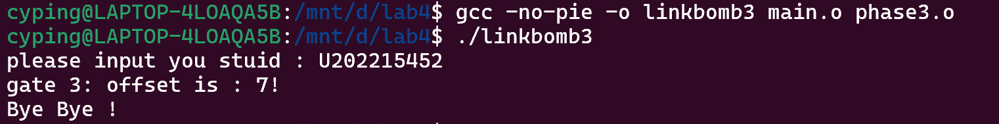 cyping@LAPTOP-4LOAQA5B:/mnt/d/lab4$ gcc -no-pie -o linkbomb3 main.o phase3.o
cyping@LAPTOP-4LOAQA5B:/mnt/d/lab4$ ./linkbomb3
please input you stuid : U202215452
gate 3: offset is : 7!
Bye Bye !